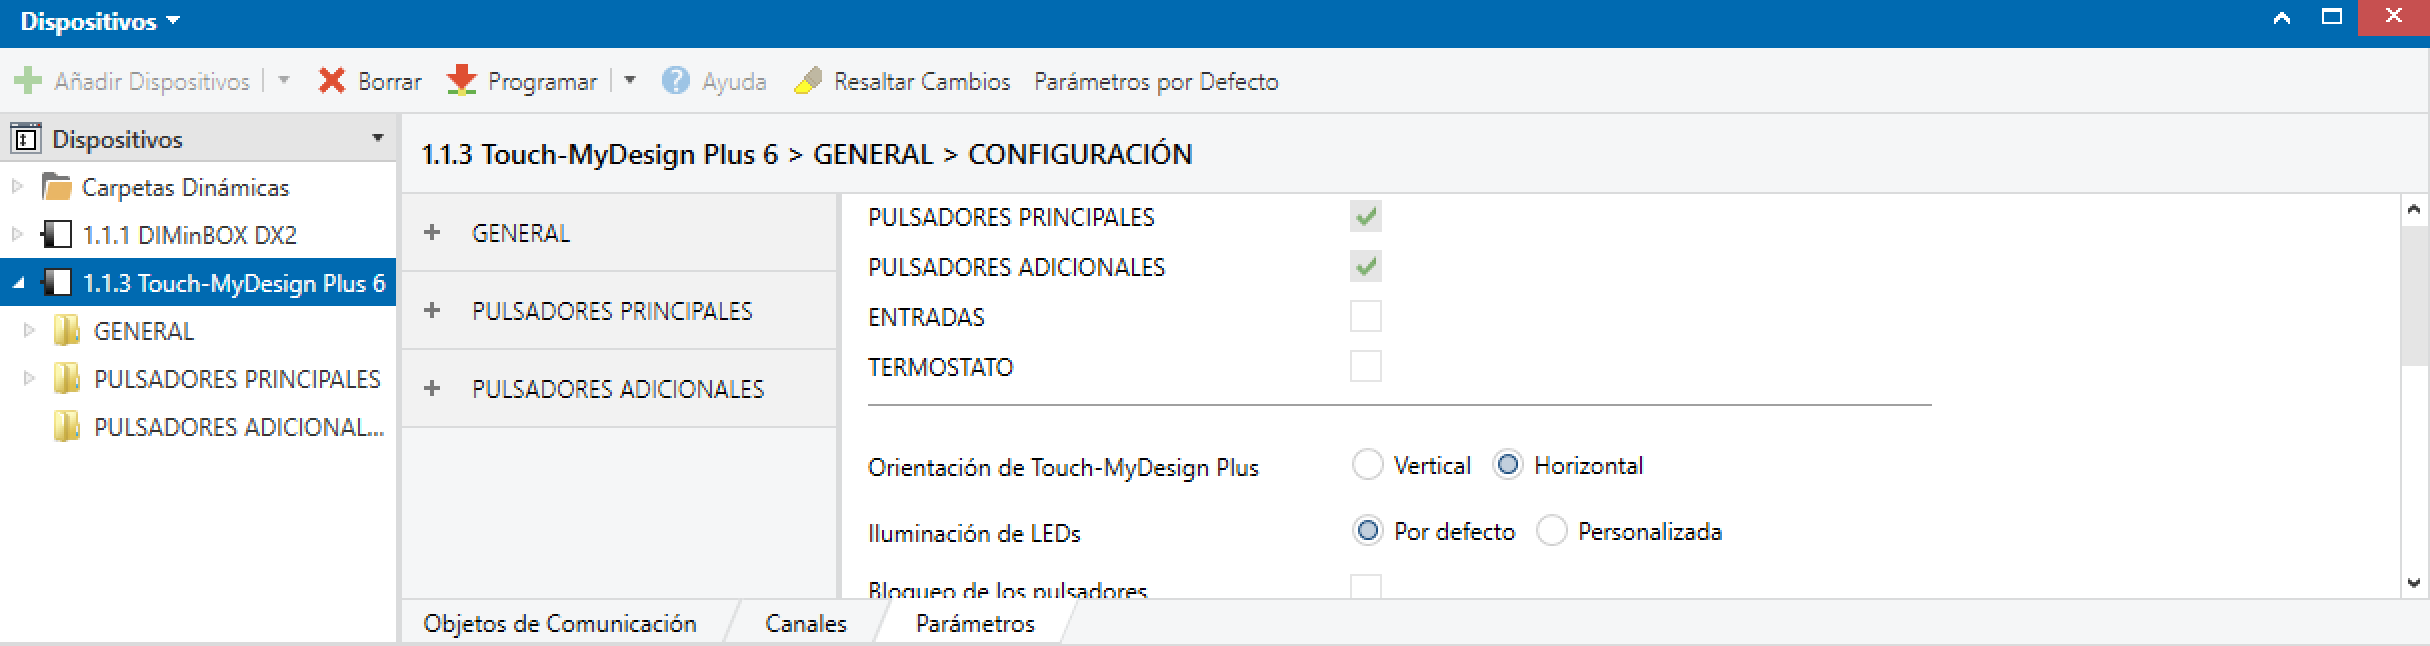 Dispositivos
Añadir Dispositivos Borrar Programar Ayuda Resaltar Cambios Parámetros por Defecto
Dispositivos
Carpetas Dinámicas
1.1.1 DIMinBOX DX2
1.1.3 Touch-MyDesign Plus 6
GENERAL
PULSADORES PRINCIPALES
PULSADORES ADICIONAL...
1.1.3 Touch-MyDesign Plus 6 > GENERAL > CONFIGURACIÓN
GENERAL
PULSADORES PRINCIPALES
PULSADORES ADICIONALES
PULSADORES PRINCIPALES
PULSADORES ADICIONALES
ENTRADAS
TERMOSTATO
Orientación de Touch-MyDesign Plus Vertical Horizontal
Iluminación de LEDs Por defecto Personalizada
Bloqueo de los pulsadores
Objetos de Comunicación Canales Parámetros